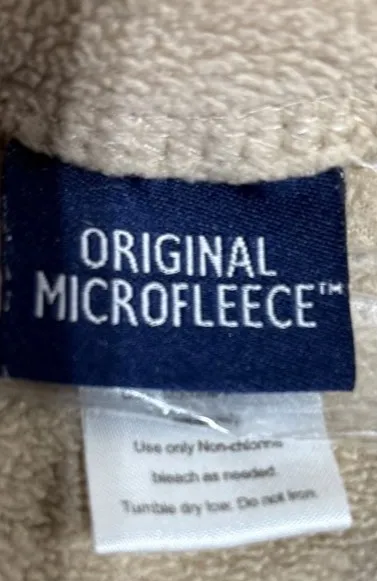 ORIGINAL
MICROFLEECE™
Use only Non-chlorine
bleach as needed.
Tumble dry low. Do not Iron.